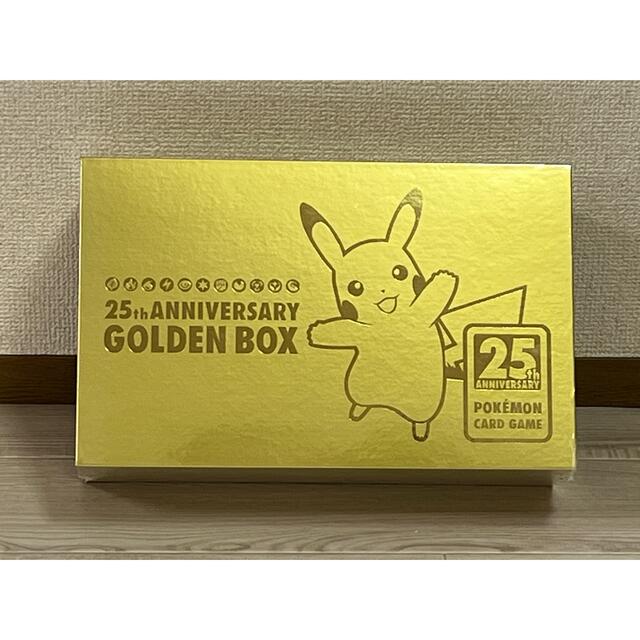 25th ANNIVERSARY
GOLDEN BOX
25th
ANNIVERSARY
POKÉMON
CARD GAME